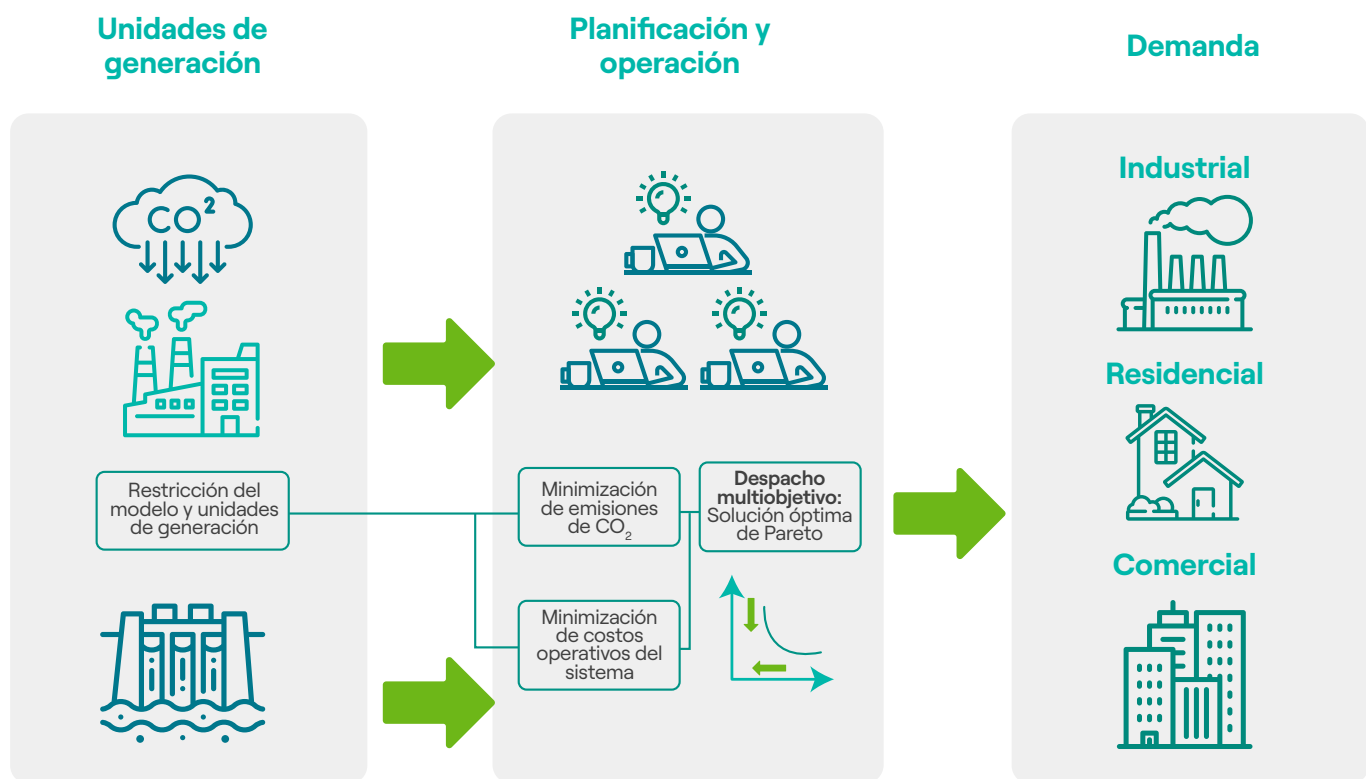 Unidades de
generación
Planificación y
operación
Demanda
CO²
Restricción del
modelo y unidades
de generación
Minimización
de emisiones
de CO₂
Minimización
de costos
operativos del
sistema
Despacho
multiobjetivo:
Solución óptima
de Pareto
Industrial
Residencial
Comercial